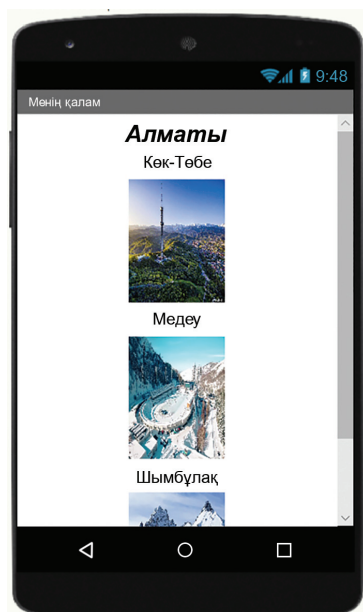 9:48
Менің қалам
Алматы
Көк-Төбе
Медеу
Шымбұлақ